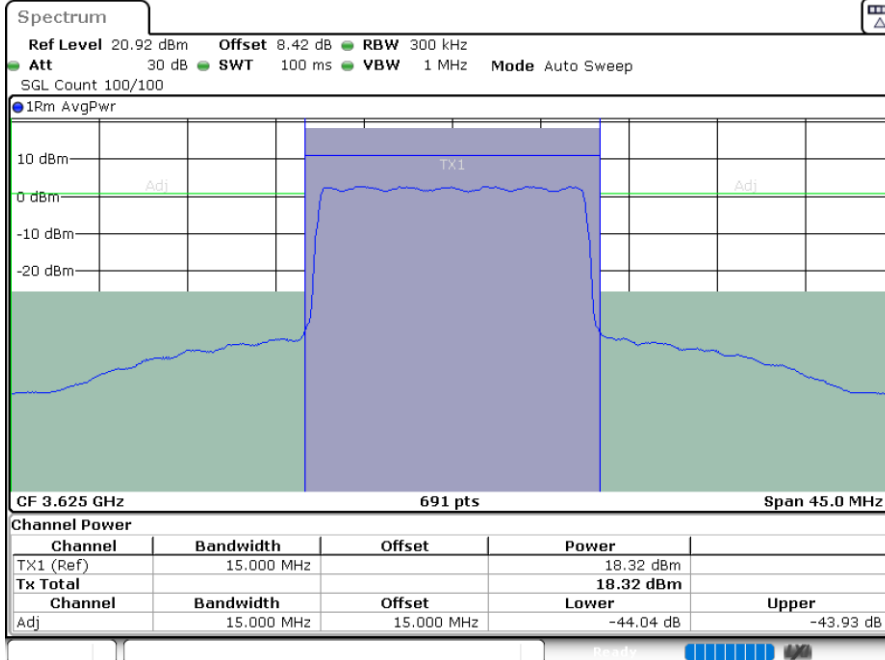 Spectrum
Ref Level 20.92 dBm Offset 8.42 dB RBW 300 kHz
Att 30 dB SWT 100 ms VBW 1 MHz Mode Auto Sweep
SGL Count 100/100
1Rm AvgPwr
10 dBm
TX1
Adj Adj
0 dBm
-10 dBm
-20 dBm
CF 3.625 GHz 691 pts Span 45.0 MHz
Channel Power
Channel Bandwidth Offset Power
TX1 (Ref) 15.000 MHz 18.32 dBm
Tx Total 18.32 dBm
Channel Bandwidth Offset Lower Upper
Adj 15.000 MHz 15.000 MHz -44.04 dB -43.93 dB
Ready